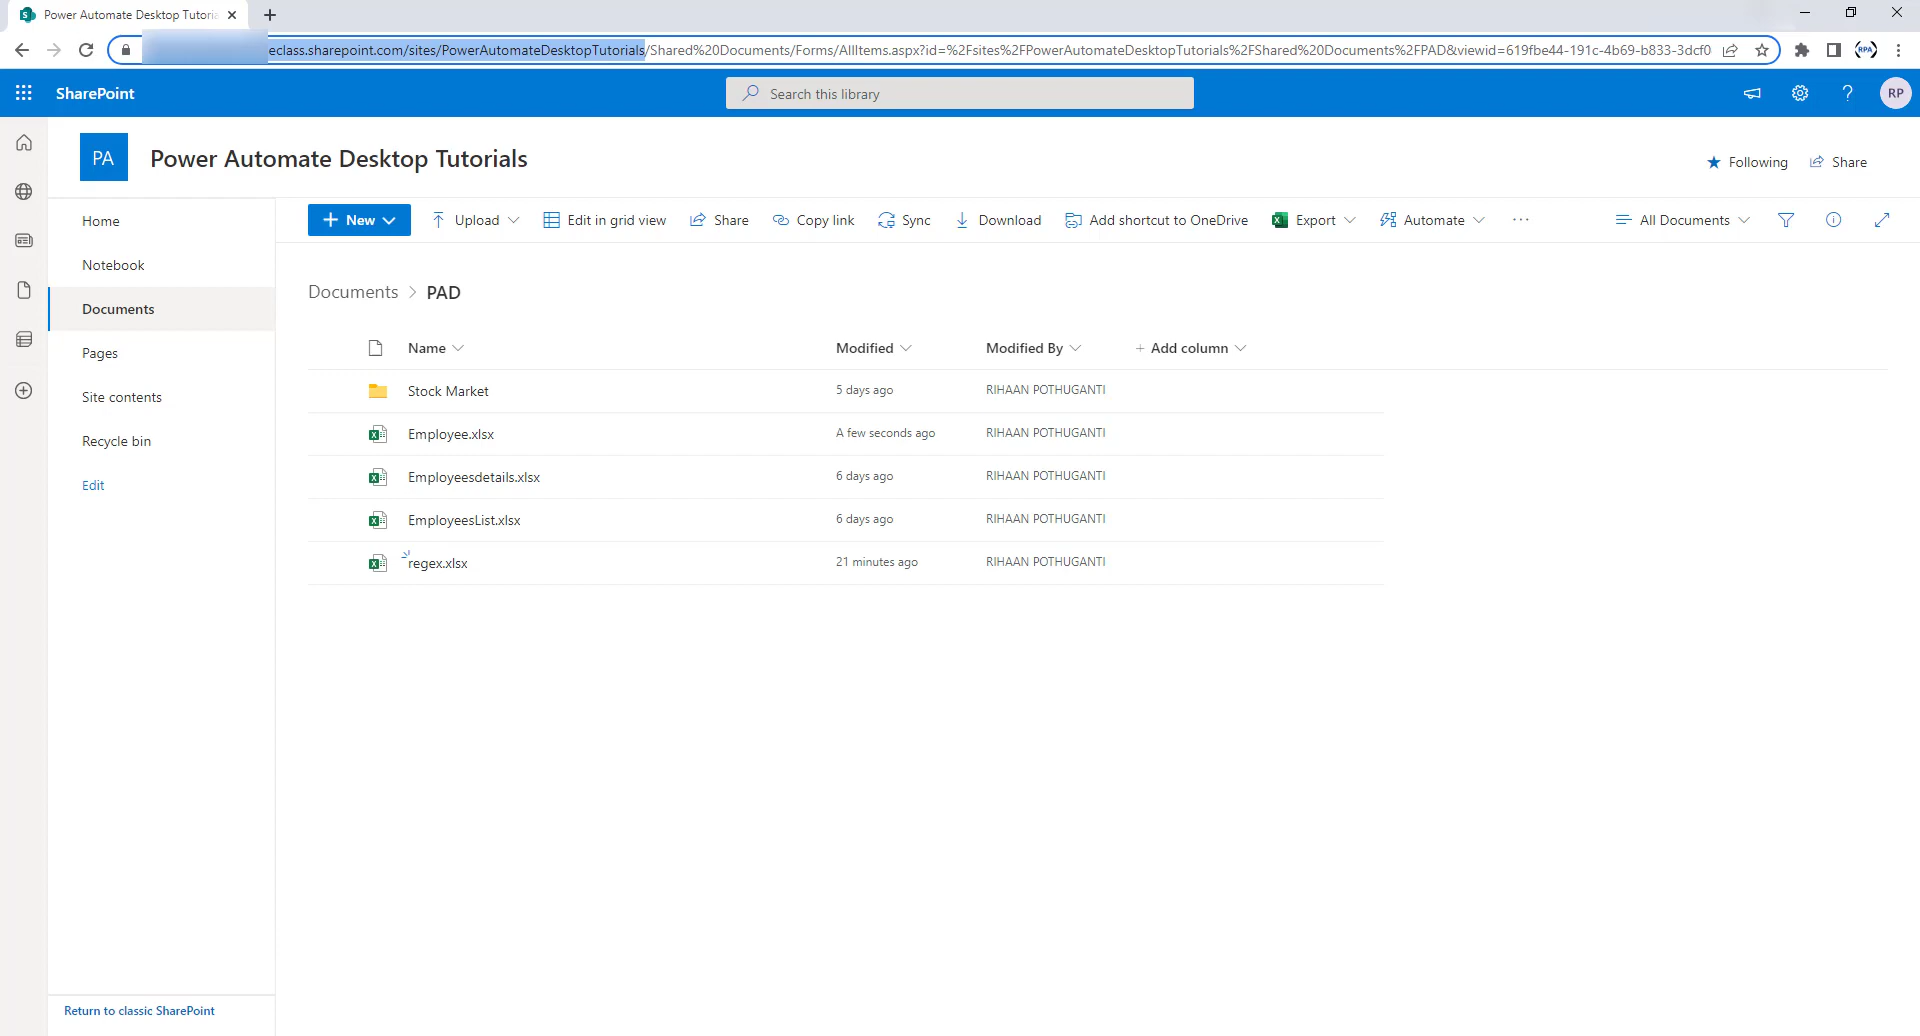 Power Automate Desktop Tutoria
eclass.sharepoint.com/sites/PowerAutomateDesktopTutorials/Shared%20Documents/Forms/AllItems.aspx?id=%2Fsites%2FPowerAutomateDesktopTutorials%2FShared%20Documents%2FPAD&viewid=619fbe44-191c-4b69-b833-3dcf0
RPA
SharePoint
Search this library
RP
PA
Power Automate Desktop Tutorials
Following
Share
Home
Notebook
Documents
Pages
Site contents
Recycle bin
Edit
Return to classic SharePoint
New Upload Edit in grid view Share Copy link Sync Download Add shortcut to OneDrive Export Automate ··· All Documents
Documents > PAD
Name Modified Modified By + Add column
Stock Market 5 days ago RIHAAN POTHUGANTI
Employee.xlsx A few seconds ago RIHAAN POTHUGANTI
Employeesdetails.xlsx 6 days ago RIHAAN POTHUGANTI
EmployeesList.xlsx 6 days ago RIHAAN POTHUGANTI
regex.xlsx 21 minutes ago RIHAAN POTHUGANTI